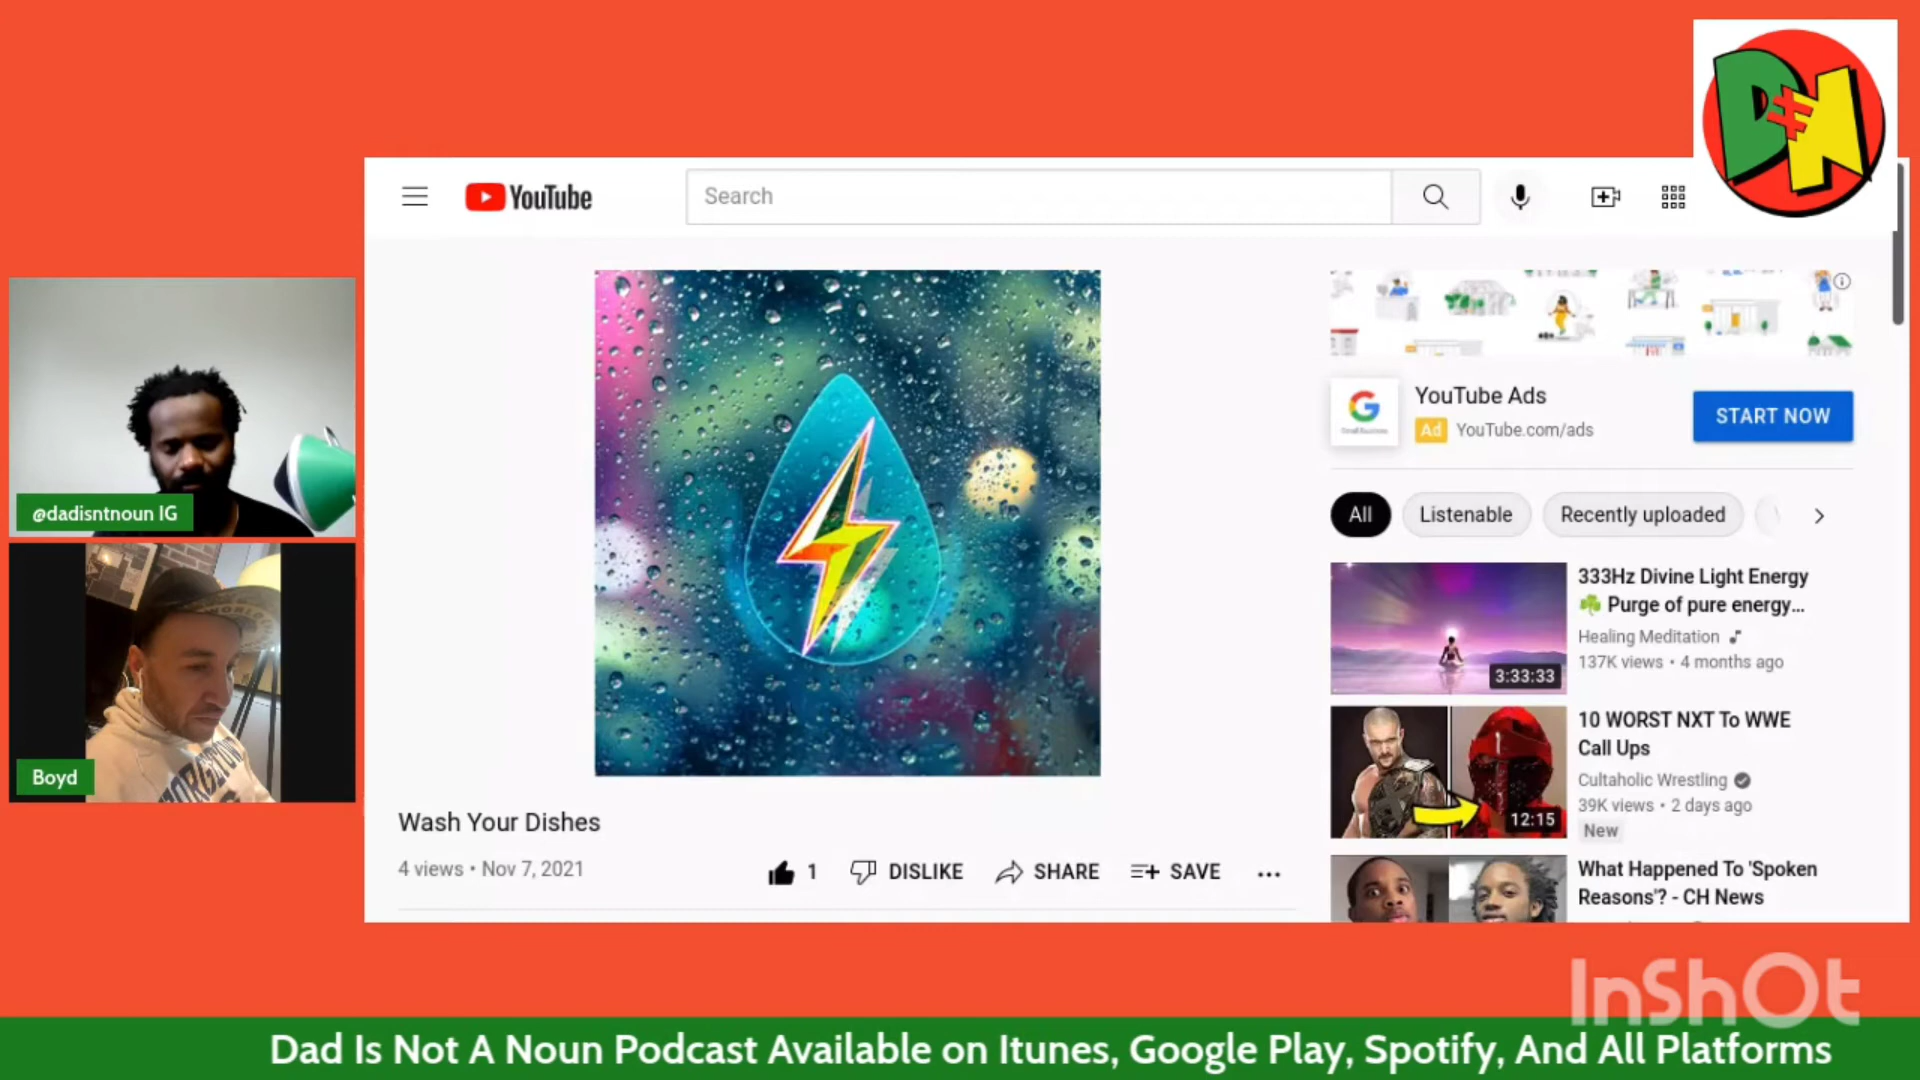 D#N
YouTube
Search
YouTube Ads
Ad YouTube.com/ads
START NOW
All
Listenable
Recently uploaded
333Hz Divine Light Energy
Purge of pure energy...
Healing Meditation
137K views • 4 months ago
3:33:33
10 WORST NXT To WWE
Call Ups
Cultaholic Wrestling
39K views • 2 days ago
New
12:15
What Happened To 'Spoken
Reasons'? - CH News
@dadisntnoun IG
Boyd
Wash Your Dishes
4 views • Nov 7, 2021
1
DISLIKE
SHARE
SAVE
InShOt
Dad Is Not A Noun Podcast Available on Itunes, Google Play, Spotify, And All Platforms